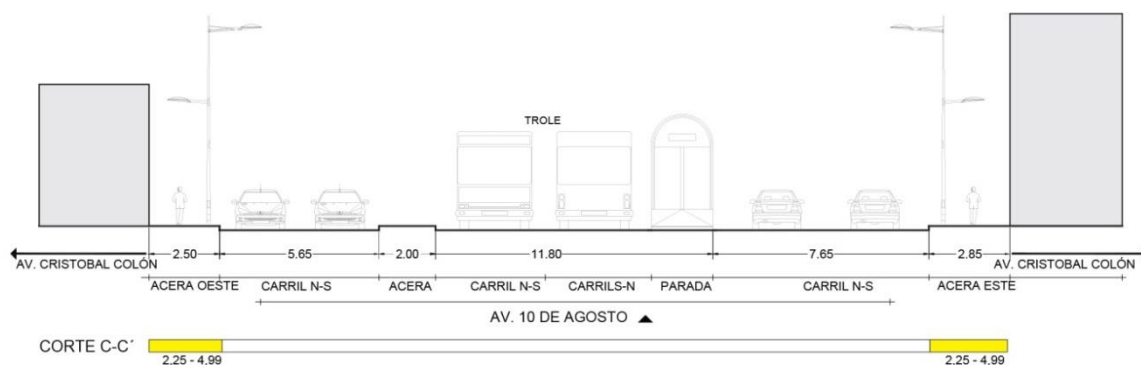 TROLE
2.50 5.65 2.00 11.80 7.65 2.85
AV. CRISTOBAL COLÓN AV. CRISTOBAL COLÓN
ACERA OESTE CARRIL N-S ACERA CARRIL N-S CARRILS-N PARADA CARRIL N-S ACERA ESTE
AV. 10 DE AGOSTO
CORTE C-C´
2.25 - 4.99 2.25 - 4.99